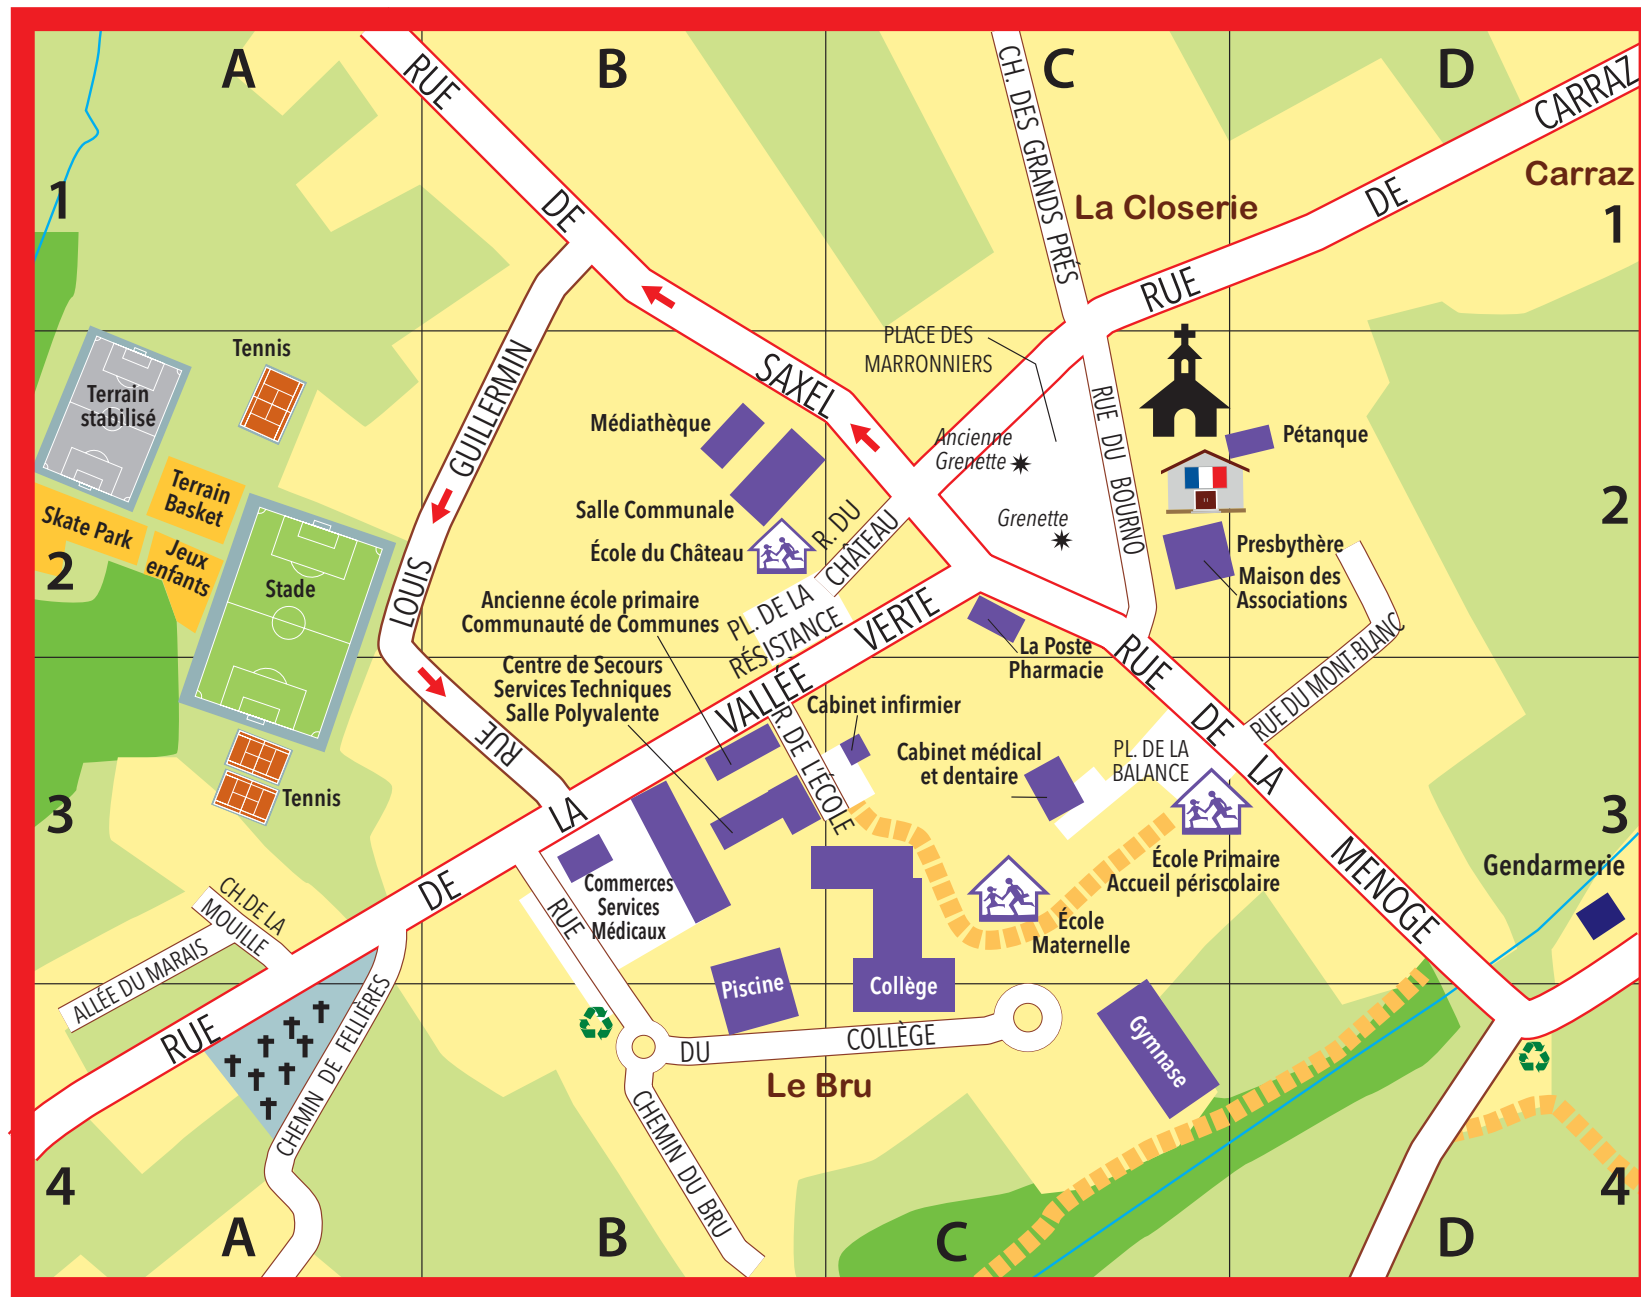 A
B
C
D
1
1
2
2
3
3
4
4
A
B
C
D
RUE
DE
SAXEL
CH. DES GRANDS PRÉS
La Closerie
RUE
DE
CARRAZ
Carraz
PLACE DES
MARRONNIERS
Ancienne
Grenette
Grenette
RUE DU BOURNO
Pétanque
Presbythère
Maison des
Associations
RUE DU MONT-BLANC
Tennis
Terrain
stabilisé
Terrain
Basket
Skate Park
Jeux
enfants
Stade
Tennis
RUE
LOUIS
GUILLERMIN
Médiathèque
Salle Communale
École du Château
R. DU
CHÂTEAU
PL. DE LA
RÉSISTANCE
Ancienne école primaire
Communauté de Communes
Centre de Secours
Services Techniques
Salle Polyvalente
La Poste
Pharmacie
Cabinet infirmier
Cabinet médical
et dentaire
PL. DE LA
BALANCE
R. DE L'ÉCOLE
RUE
DE
LA
VALLÉE
VERTE
RUE
DE
LA
MENOGE
École Primaire
Accueil périscolaire
École
Maternelle
Gendarmerie
Commerces
Services
Médicaux
CH.DE LA
MOUILLE
ALLÉE DU MARAIS
CHEMIN DE FELLIÈRES
Piscine
Collège
Gymnase
RUE
DU
COLLÈGE
Le Bru
CHEMIN DU BRU